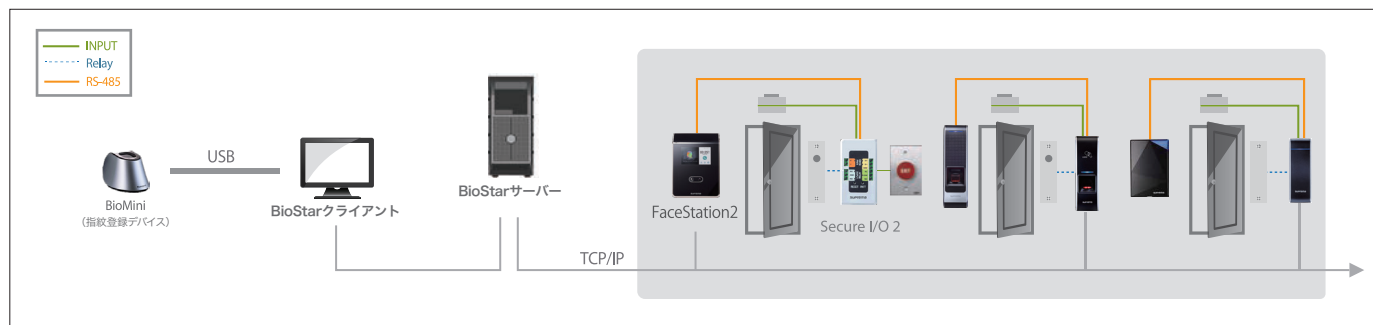 INPUT
Relay
RS-485
USB
BioMini
（指紋登録デバイス）
BioStarクライアント
BioStarサーバー
TCP/IP
FaceStation2
Secure I/O 2
EXIT